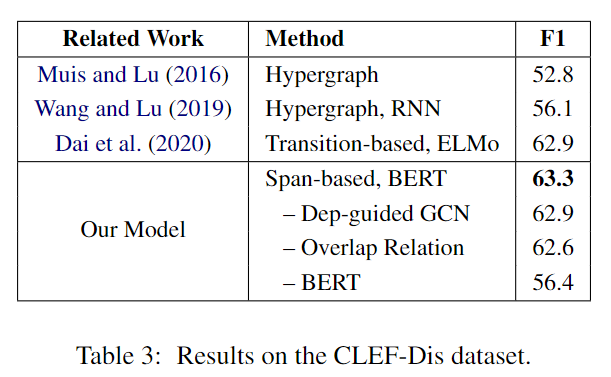 Related Work Method F1
Muis and Lu (2016) Hypergraph 52.8
Wang and Lu (2019) Hypergraph, RNN 56.1
Dai et al. (2020) Transition-based, ELMo 62.9
Span-based, BERT 63.3
– Dep-guided GCN 62.9
Our Model
– Overlap Relation 62.6
– BERT 56.4
Table 3: Results on the CLEF-Dis dataset.